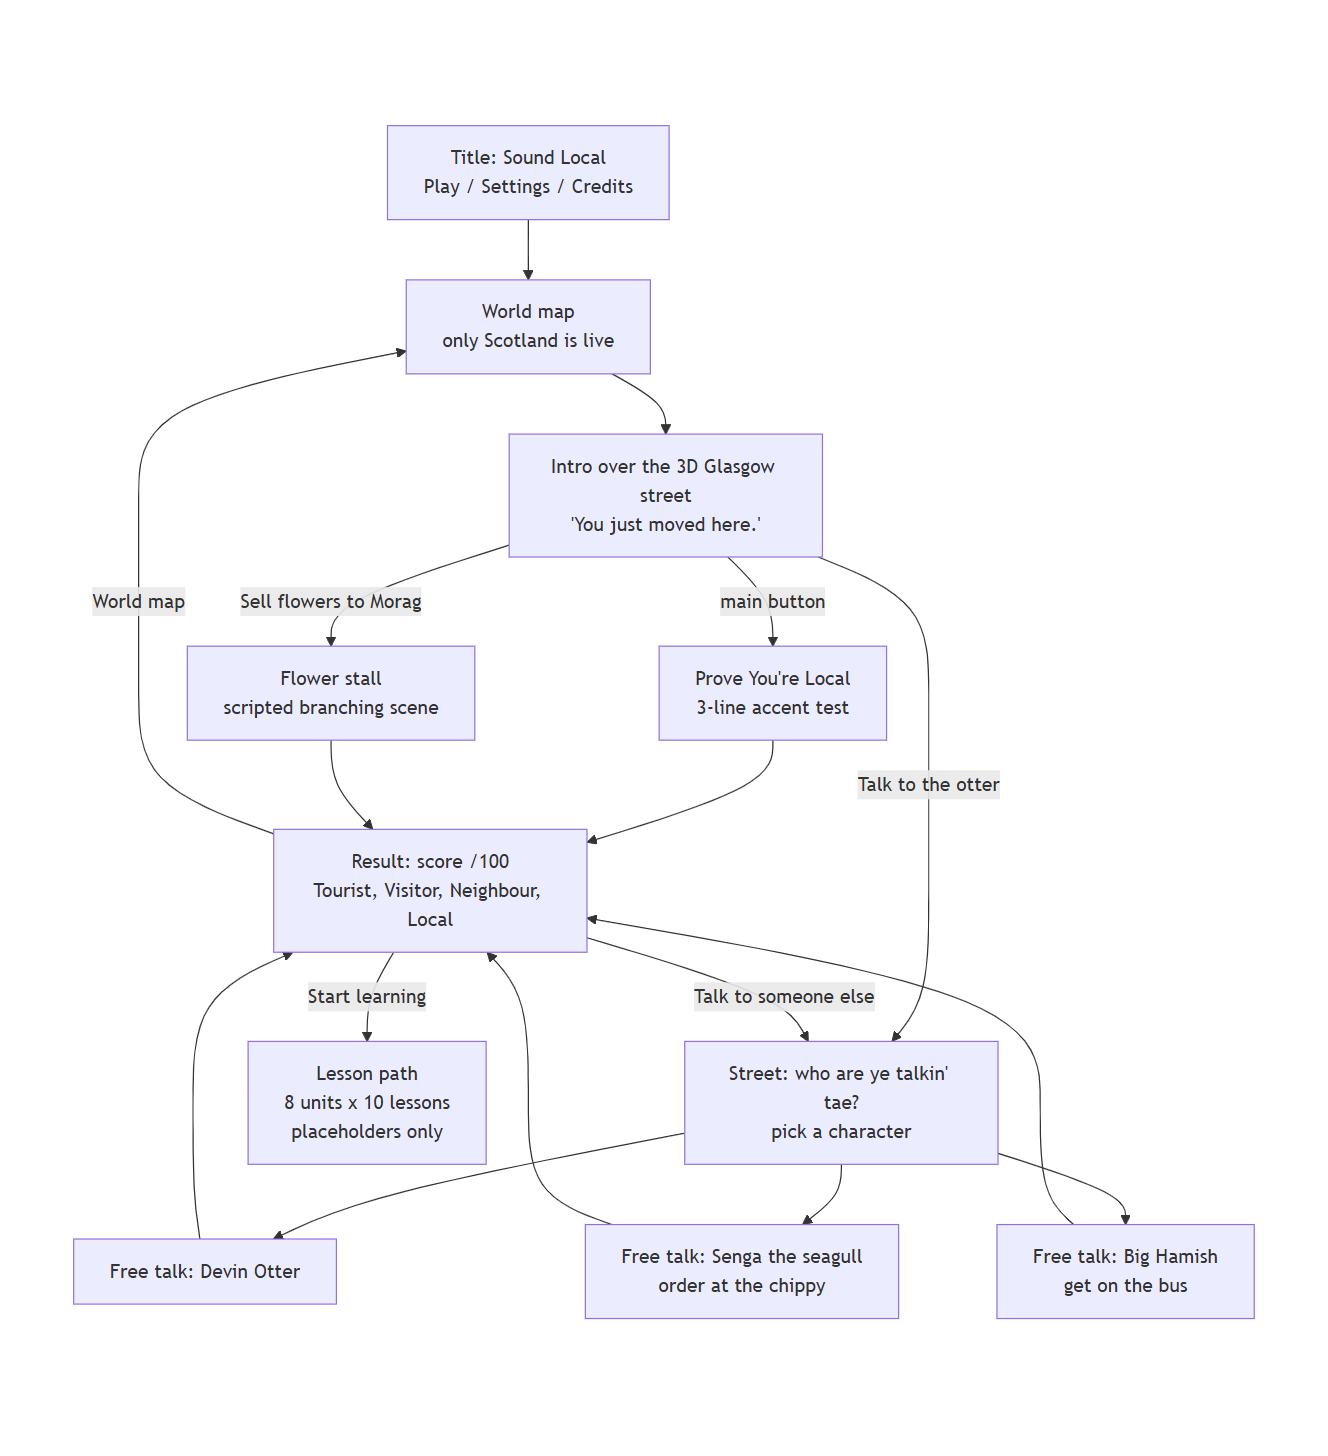 Title: Sound Local
Play / Settings / Credits
World map
only Scotland is live
Intro over the 3D Glasgow
street
'You just moved here.'
World map
Sell flowers to Morag
main button
Flower stall
scripted branching scene
Prove You're Local
3-line accent test
Talk to the otter
Result: score /100
Tourist, Visitor, Neighbour,
Local
Start learning
Talk to someone else
Lesson path
8 units x 10 lessons
placeholders only
Street: who are ye talkin'
tae?
pick a character
Free talk: Devin Otter
Free talk: Senga the seagull
order at the chippy
Free talk: Big Hamish
get on the bus